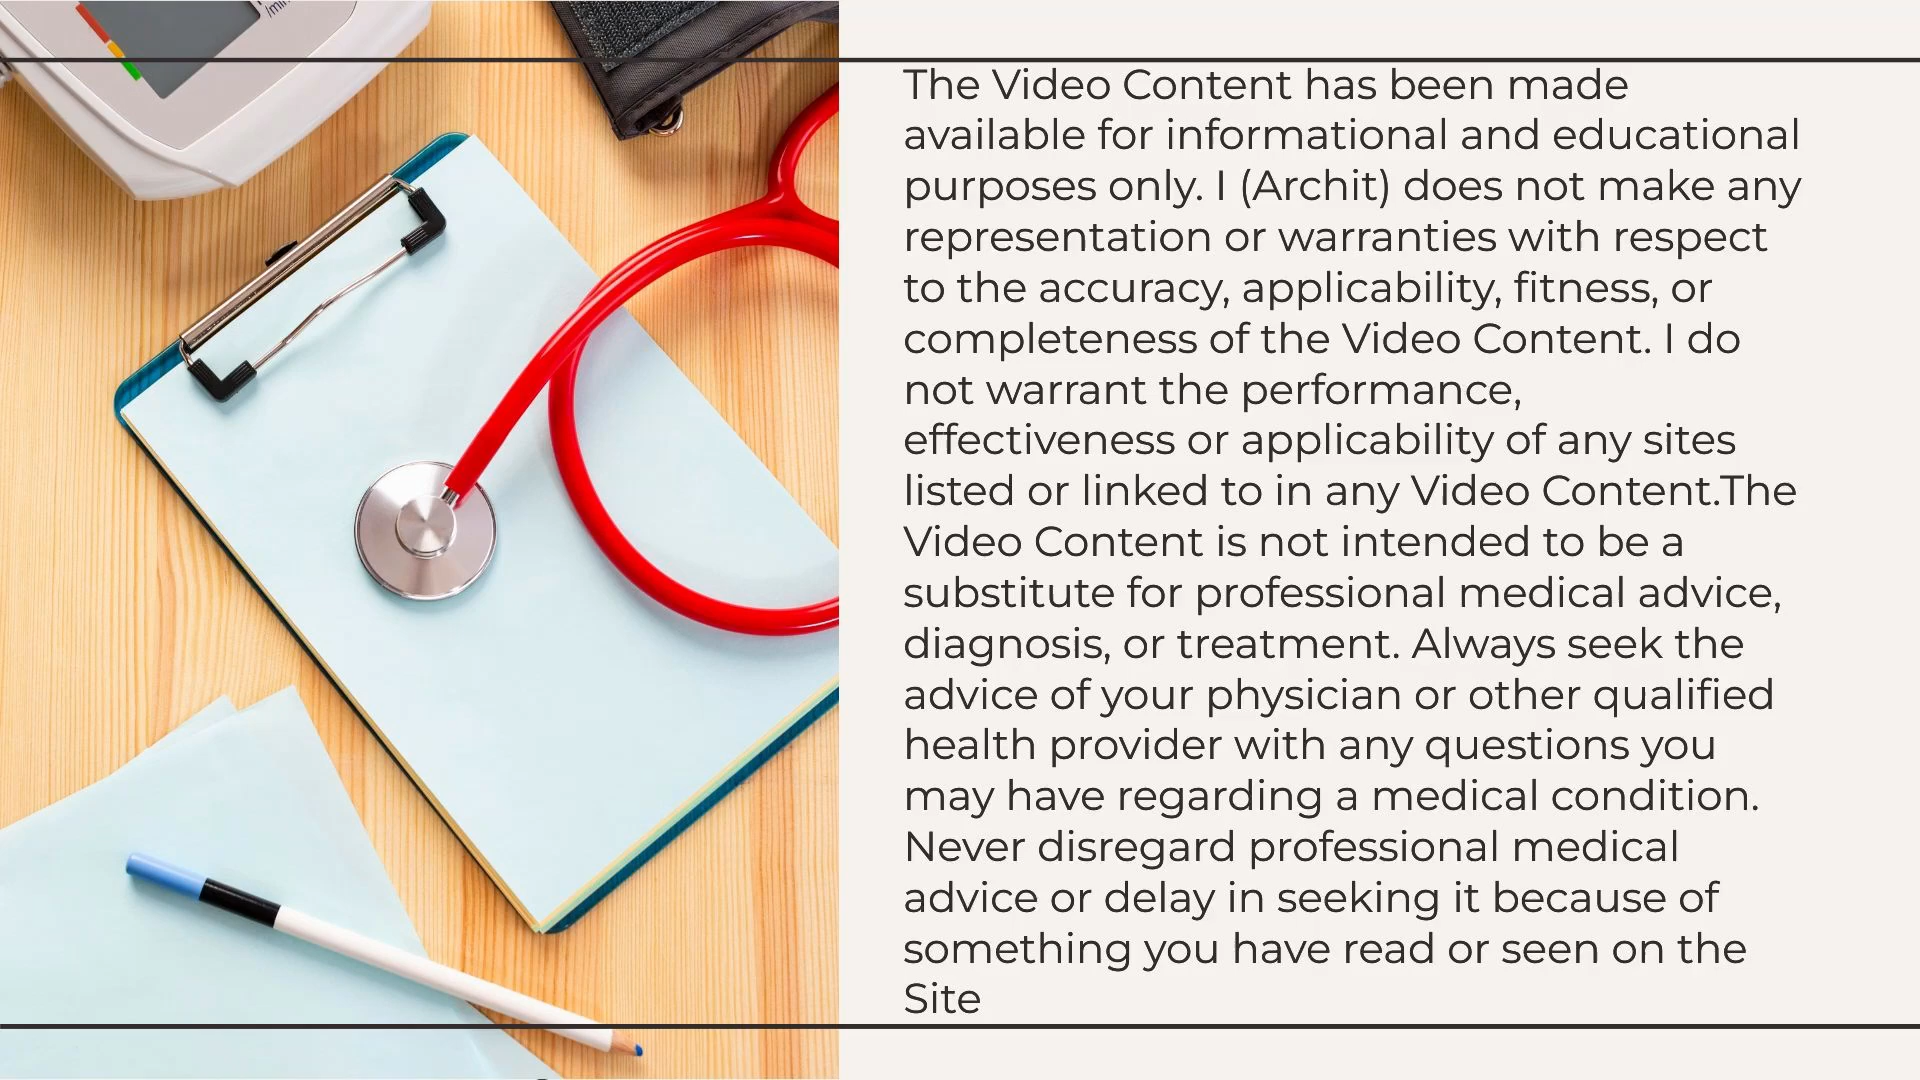 /min
The Video Content has been made
available for informational and educational
purposes only. I (Archit) does not make any
representation or warranties with respect
to the accuracy, applicability, fitness, or
completeness of the Video Content. I do
not warrant the performance,
effectiveness or applicability of any sites
listed or linked to in any Video Content.The
Video Content is not intended to be a
substitute for professional medical advice,
diagnosis, or treatment. Always seek the
advice of your physician or other qualified
health provider with any questions you
may have regarding a medical condition.
Never disregard professional medical
advice or delay in seeking it because of
something you have read or seen on the
Site